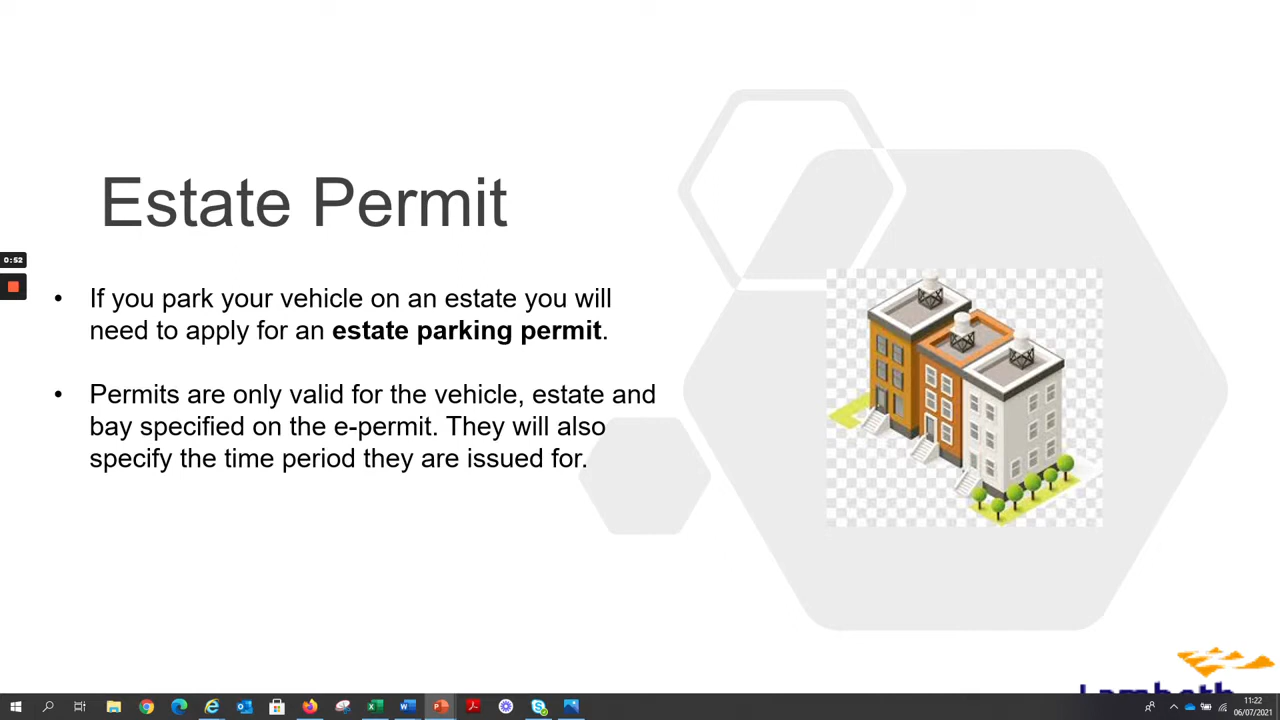 Estate Permit
0:52
• If you park your vehicle on an estate you will
need to apply for an estate parking permit.
• Permits are only valid for the vehicle, estate and
bay specified on the e-permit. They will also
specify the time period they are issued for.
Lambeth
11:22
06/07/2021